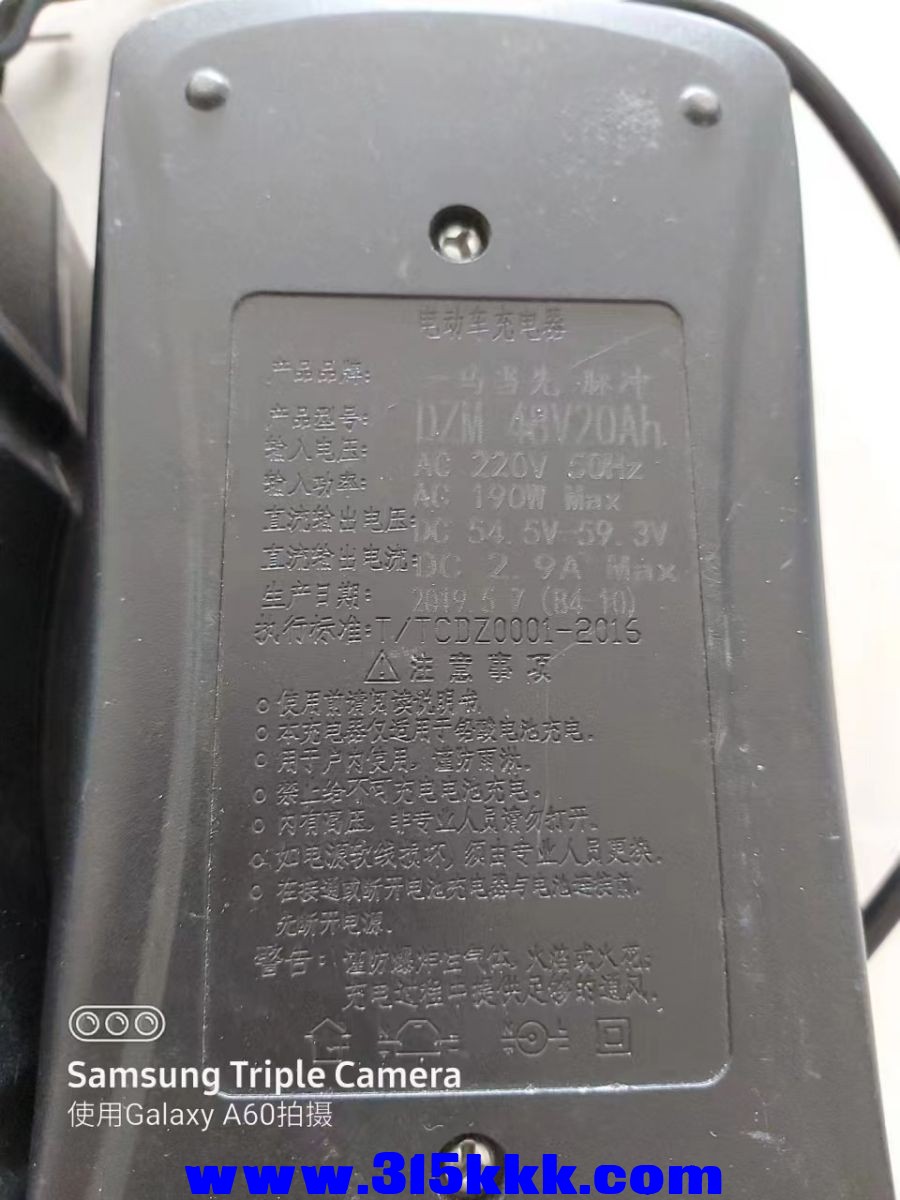 电动车充电器
产品品牌: 一马当先 脉冲
产品型号: DZM 48V20Ah
输入电压: AC 220V 50Hz
输入功率: AC 190W Max
直流输出电压: DC 54.5V-59.3V
直流输出电流: DC 2.9A Max
生产日期: 2019.5.7 (B4-10)
执行标准: T/TCDZ0001-2016
⚠注意事项
○ 使用前请阅读说明书.
○ 本充电器仅适用于铅酸电池充电.
○ 用于户内使用, 谨防雨淋.
○ 禁止给不可充电电池充电.
○ 内有高压, 非专业人员请勿打开.
○ 如电源软线损坏, 须由专业人员更换.
○ 在接通或断开电池充电器与电池连接前,
先断开电源.
警告: 谨防爆炸性气体, 火焰或火花;
充电过程中提供足够的通风.
Samsung Triple Camera
使用Galaxy A60拍摄
www.315kkk.com